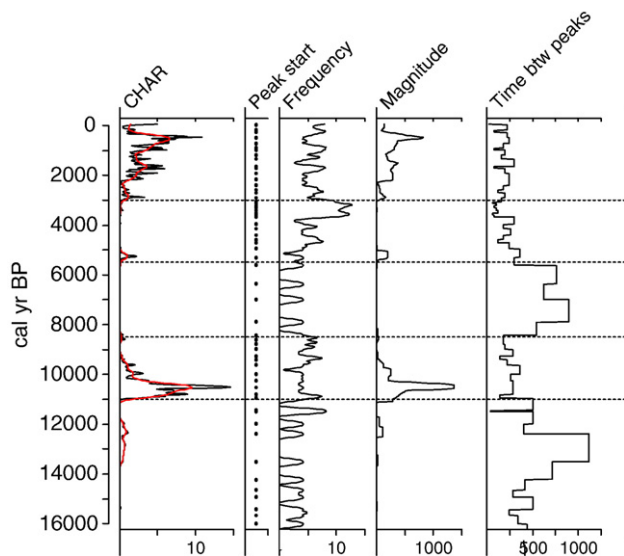 CHAR
Peak start
Frequency
Magnitude
Time btw peaks
cal yr BP
0
2000
4000
6000
8000
10000
12000
14000
16000
10
10
1000
500
1000